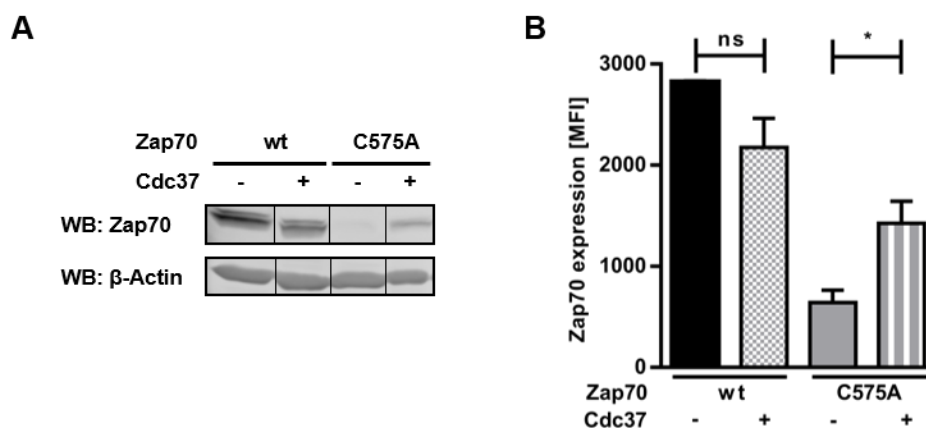 A
Zap70 wt C575A
Cdc37 - + - +
WB: Zap70
WB: β-Actin
B
ns *
Zap70 expression [MFI]
3000
2000
1000
0
Zap70 wt C575A
Cdc37 - + - +